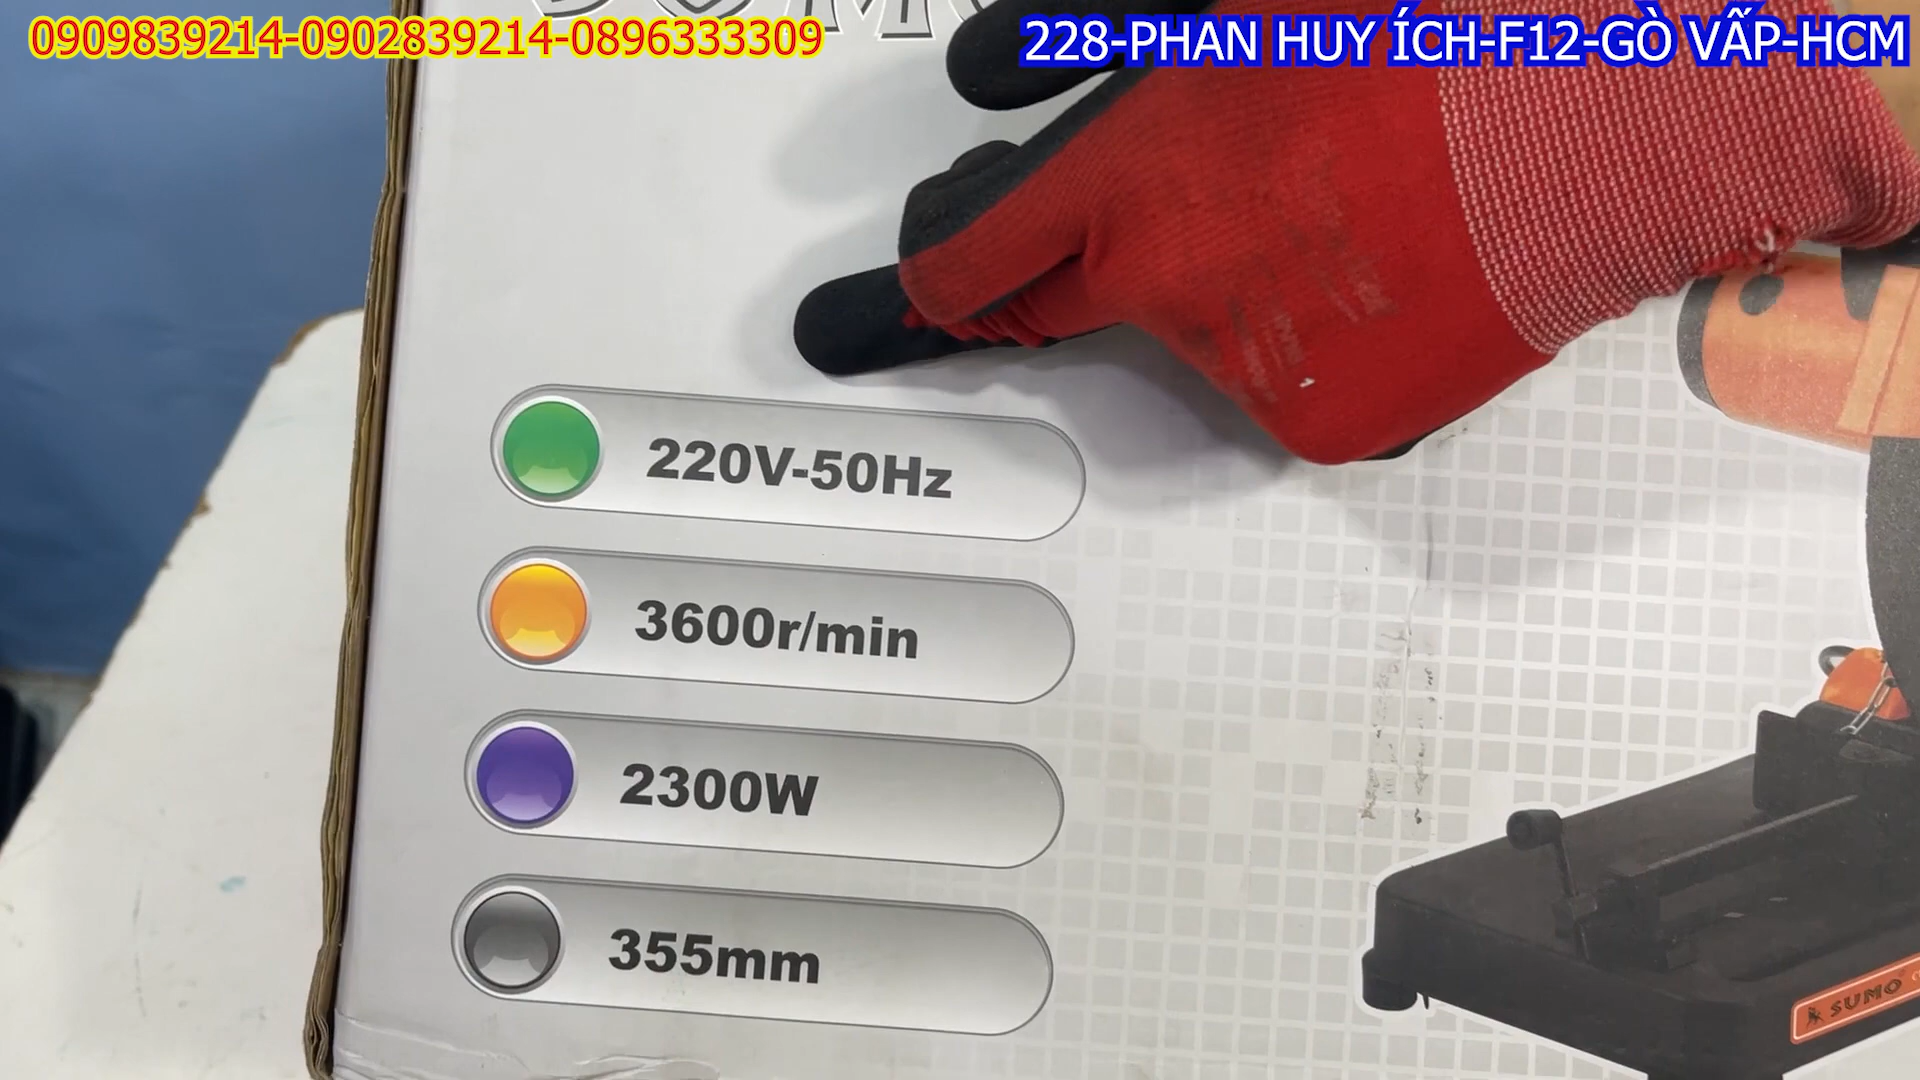 0909839214-0902839214-0896333309
228-PHAN HUY ÍCH-F12-GÒ VẤP-HCM
220V-50Hz
3600r/min
2300W
355mm
SUMO